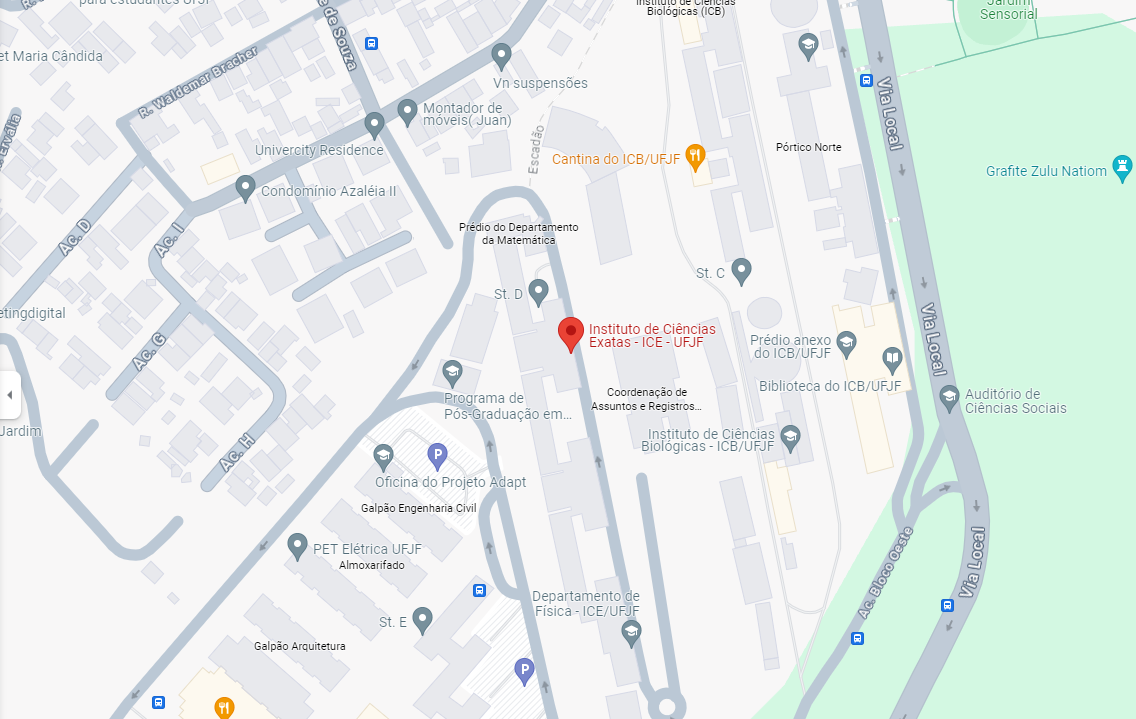 para estudantes UFJF
Instituto de Ciências
Biológicas (ICB)
Jardim
Sensorial
a de Souza
et Maria Cândida
R. Waldemar Bracher
Vn suspensões
Montador de
móveis( Juan)
Via Local
R. Ervália
Escadão
Univercity Residence
Cantina do ICB/UFJF
Pórtico Norte
Grafite Zulu Natiom
Condomínio Azaléia II
Ac. D
Ac. I
Prédio do Departamento
da Matemática
St. C
St. D
etingdigital
Instituto de Ciências
Exatas - ICE - UFJF
Via Local
Prédio anexo
do ICB/UFJF
Ac. G
Biblioteca do ICB/UFJF
Coordenação de
Assuntos e Registros...
Programa de
Pós-Graduação em...
Auditório de
Ciências Sociais
Jardim
Instituto de Ciências
Biológicas - ICB/UFJF
Ac. H
P
Oficina do Projeto Adapt
Galpão Engenharia Civil
PET Elétrica UFJF
Almoxarifado
Ac. Bloco Oeste
Via Local
Departamento de
Física - ICE/UFJF
St. E
Galpão Arquitetura
P